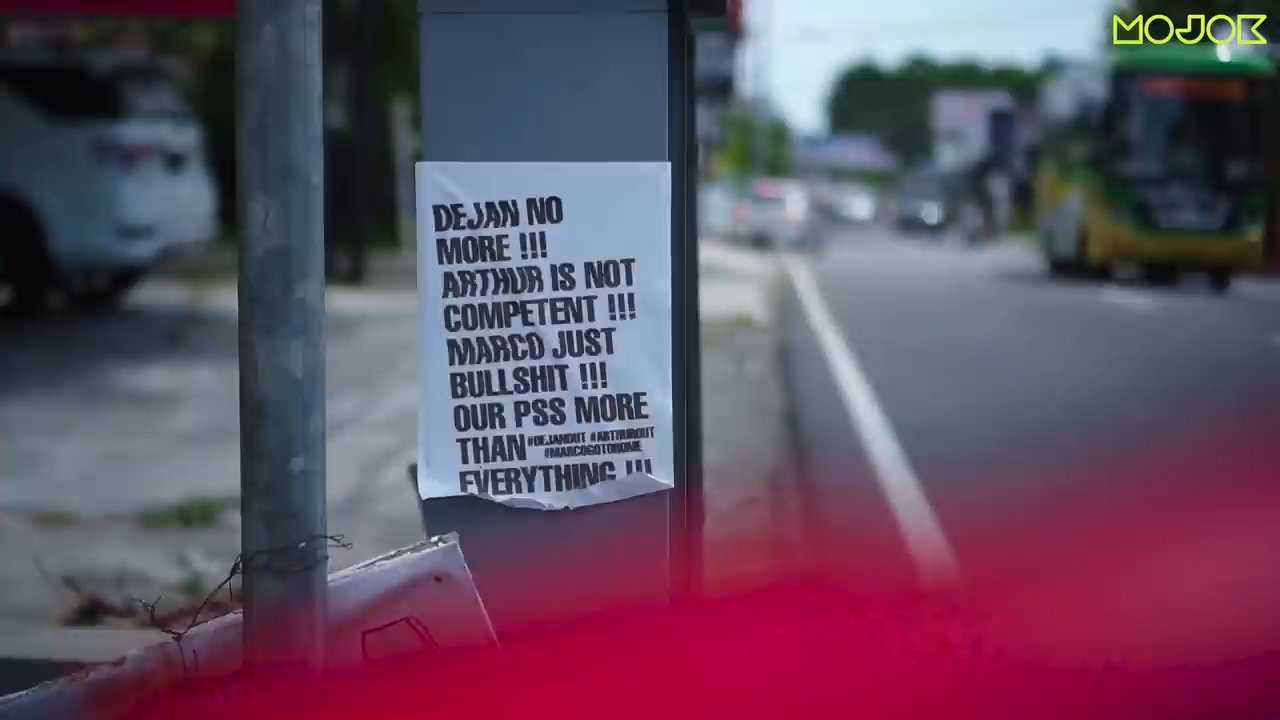 MOJOK
DEJAN NO
MORE !!!
ARTHUR IS NOT
COMPETENT !!!
MARCO JUST
BULLSHIT !!!
OUR PSS MORE
THAN #DEJANOUT #ARTHUROUT
#MARCOGOTOHOME
EVERYTHING !!!